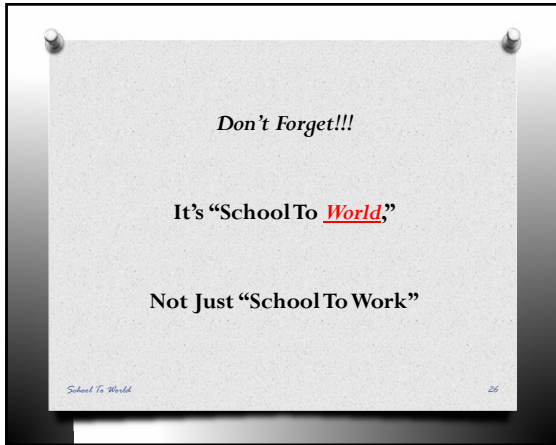 Don't Forget!!!
It's “School To World,”
Not Just “School To Work”
School To World 26